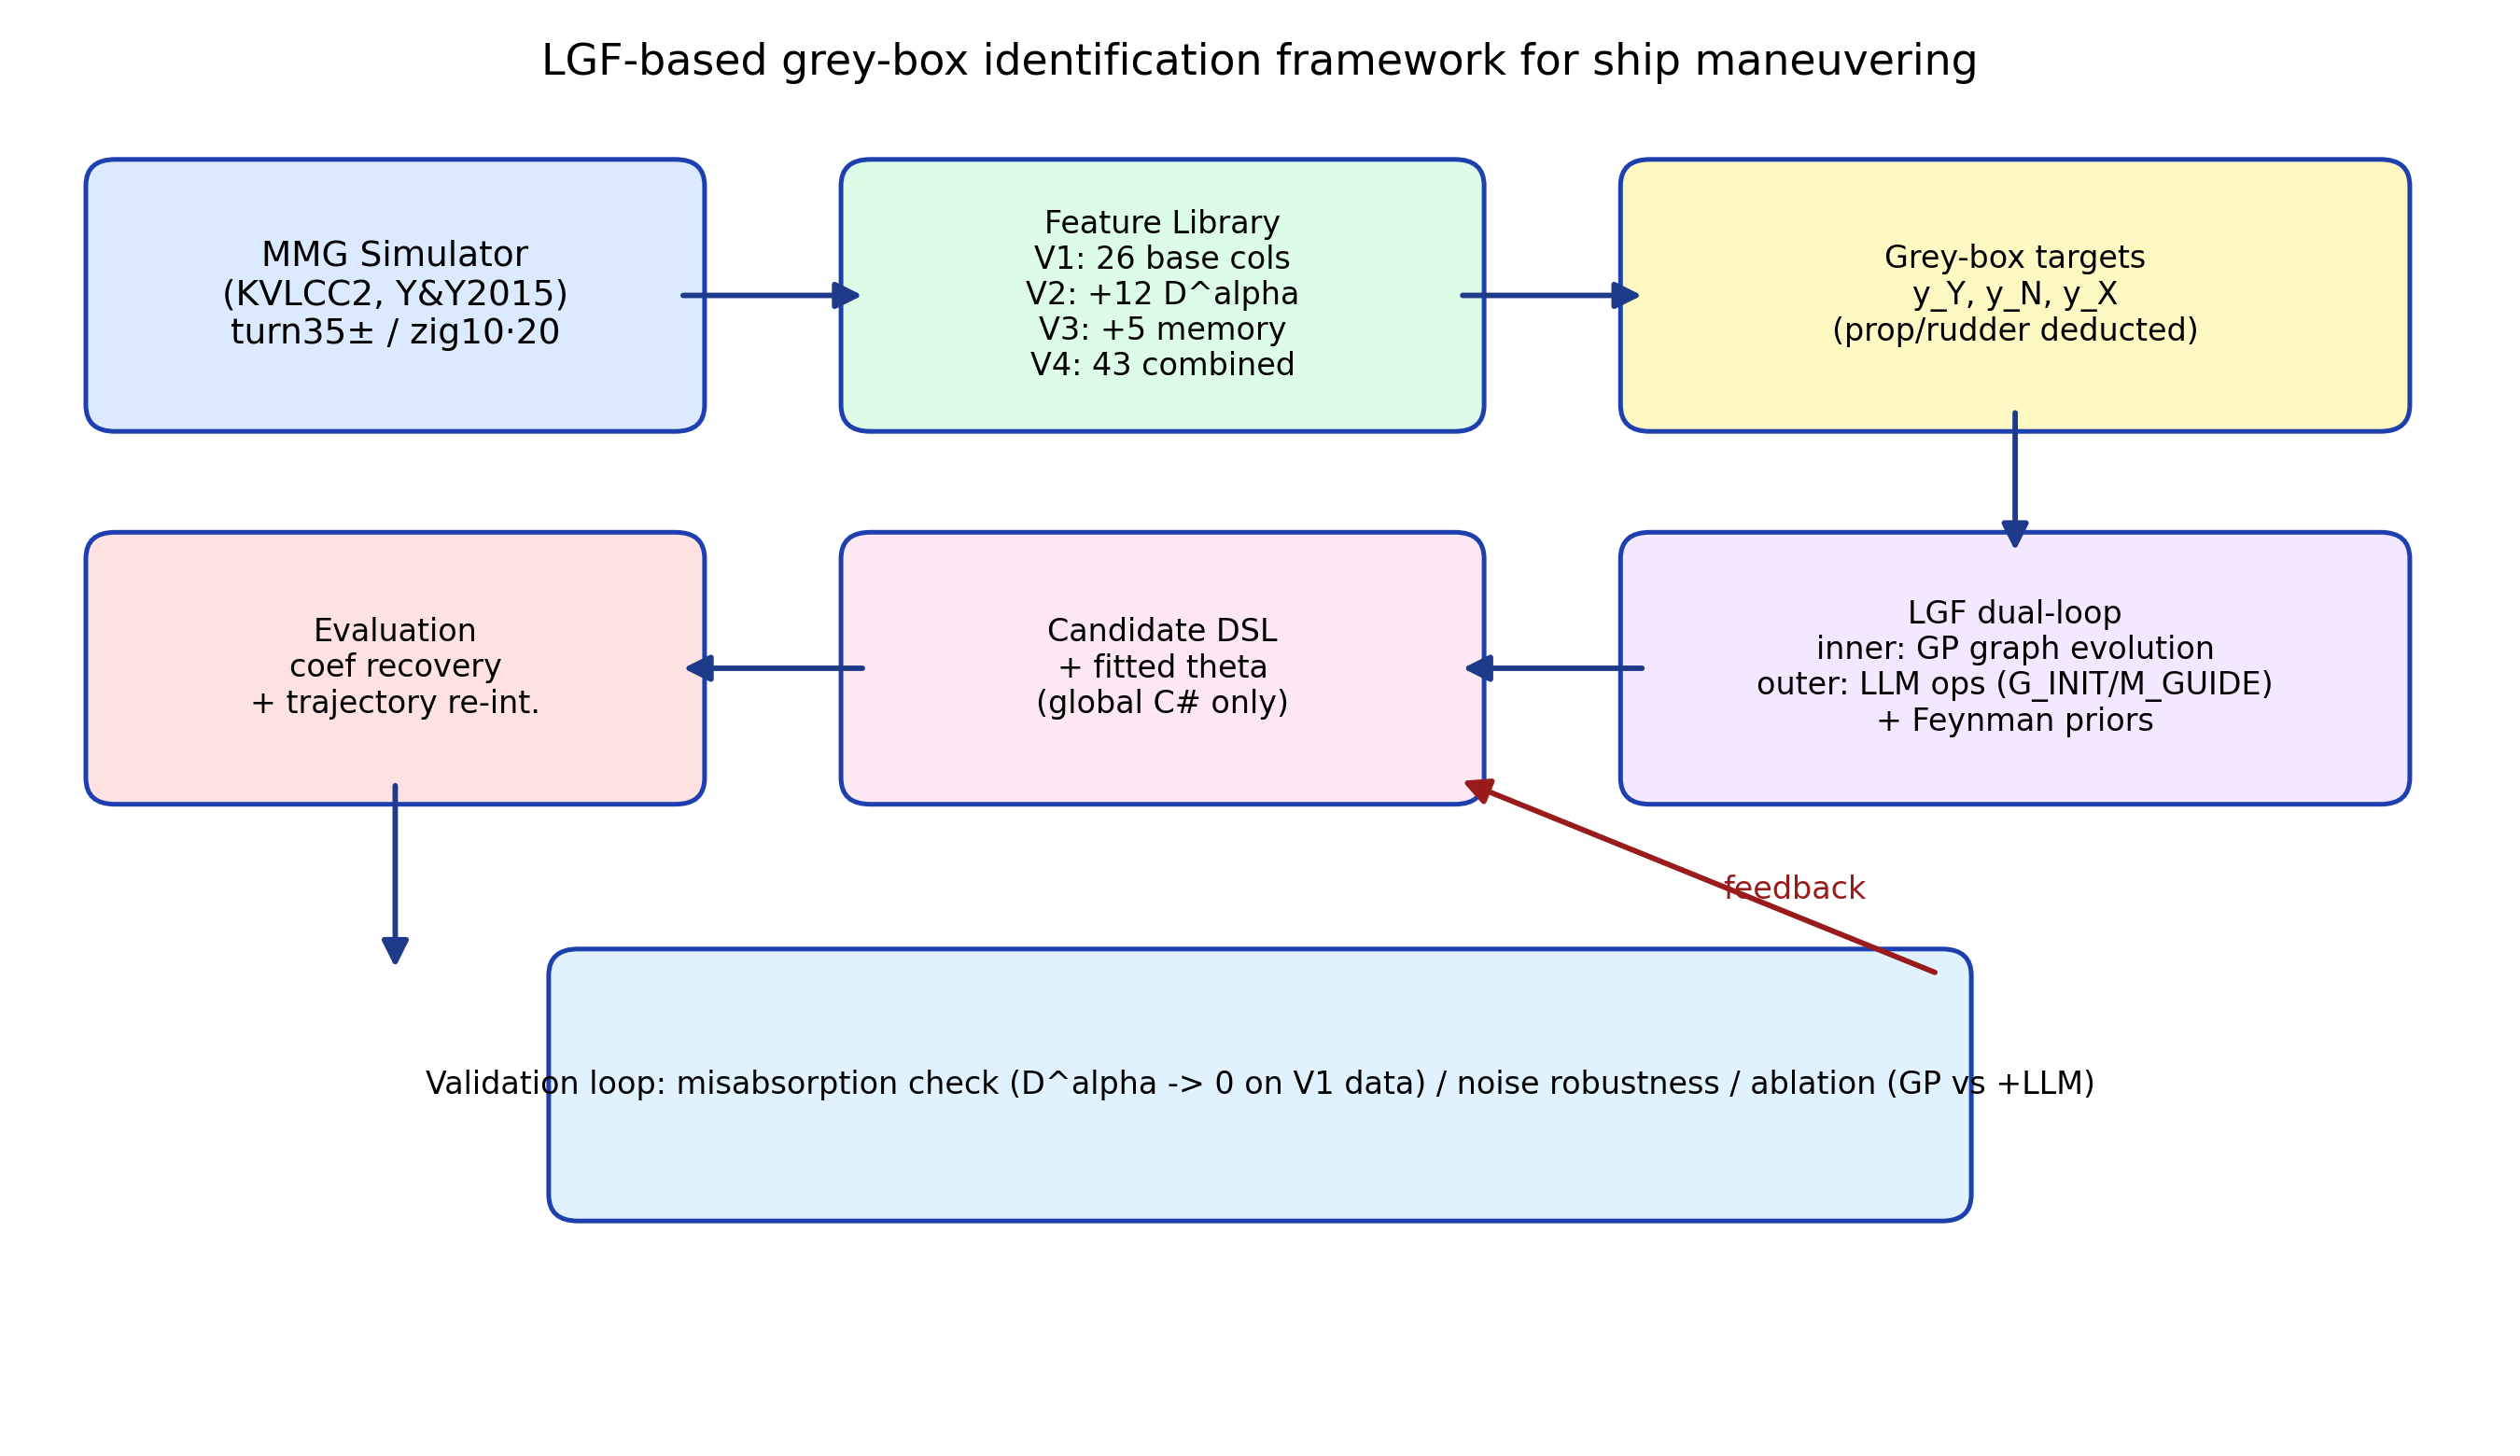 LGF-based grey-box identification framework for ship maneuvering
MMG Simulator
(KVLCC2, Y&Y2015)
turn35± / zig10·20
Feature Library
V1: 26 base cols
V2: +12 D^alpha
V3: +5 memory
V4: 43 combined
Grey-box targets
y_Y, y_N, y_X
(prop/rudder deducted)
LGF dual-loop
inner: GP graph evolution
outer: LLM ops (G_INIT/M_GUIDE)
+ Feynman priors
Candidate DSL
+ fitted theta
(global C# only)
Evaluation
coef recovery
+ trajectory re-int.
feedback
Validation loop: misabsorption check (D^alpha -> 0 on V1 data) / noise robustness / ablation (GP vs +LLM)